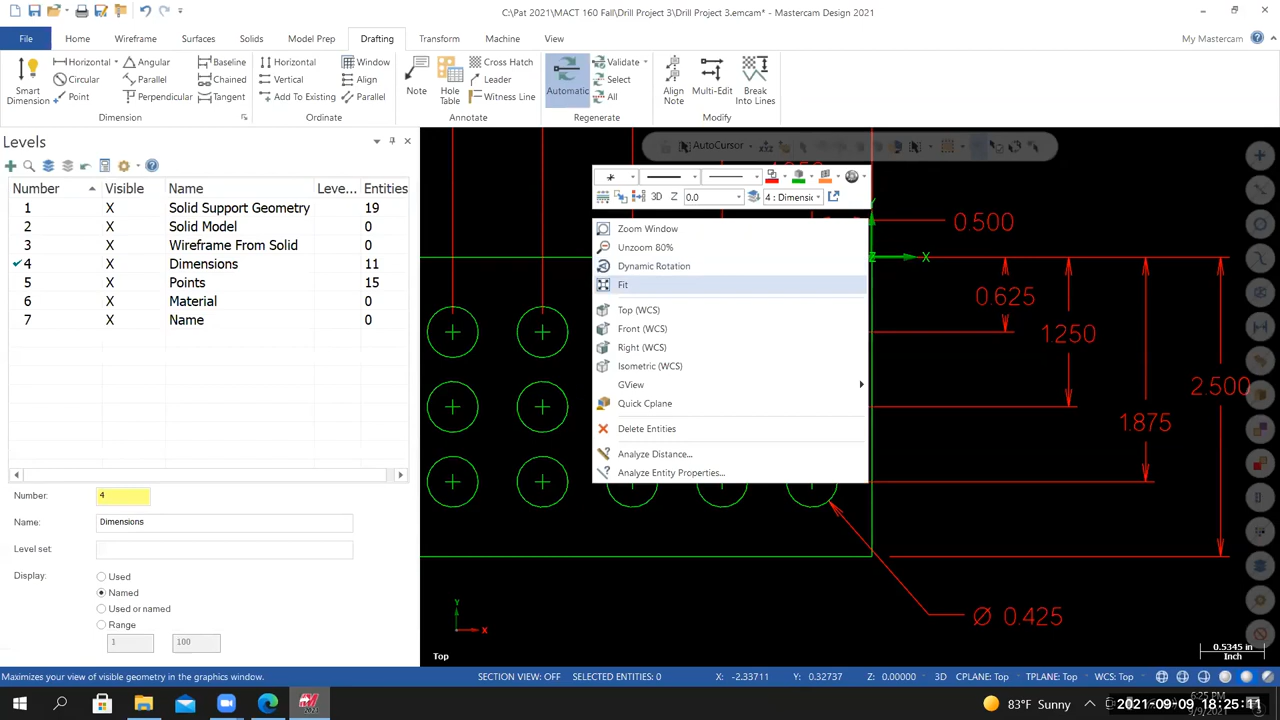 C:\Pat 2021\MACT 160 Fall\Drill Project 3\Drill Project 3.emcam* - Mastercam Design 2021
File Home Wireframe Surfaces Solids Model Prep Drafting Transform Machine View My Mastercam
Smart Dimension
Horizontal Angular Baseline
Circular Parallel Chained
Point Perpendicular Tangent
Dimension
Horizontal Window
Vertical Align
Add To Existing Parallel
Ordinate
Note
Hole Table
Cross Hatch
Leader
Witness Line
Annotate
Automatic
Validate
Select
All
Regenerate
Align Note
Multi-Edit
Break Into Lines
Modify
Levels
Number Visible Name Leve... Entities
1 X Solid Support Geometry 19
2 X Solid Model 0
3 X Wireframe From Solid 0
4 X Dimensions 11
5 X Points 15
6 X Material 0
7 X Name 0
Number: 4
Name: Dimensions
Level set:
Display: Used
Named
Used or named
Range
1 100
AutoCursor
3D Z 0.0 4 : Dimensi
Zoom Window
Unzoom 80%
Dynamic Rotation
Fit
Top (WCS)
Front (WCS)
Right (WCS)
Isometric (WCS)
GView
Quick Cplane
Delete Entities
Analyze Distance...
Analyze Entity Properties...
0.500
X
0.625
1.250
2.500
1.875
Ø 0.425
Y
X
Top
0.5345 in
Inch
Maximizes your view of visible geometry in the graphics window. SECTION VIEW: OFF SELECTED ENTITIES: 0 X: -2.33711 Y: 0.32737 Z: 0.00000 3D CPLANE: Top TPLANE: Top WCS: Top
83°F Sunny
2021-09-09 18:25:11